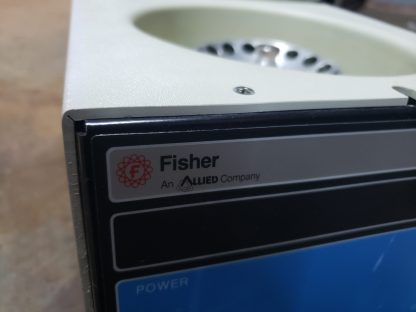 F
Fisher
An ALLIED Company
POWER